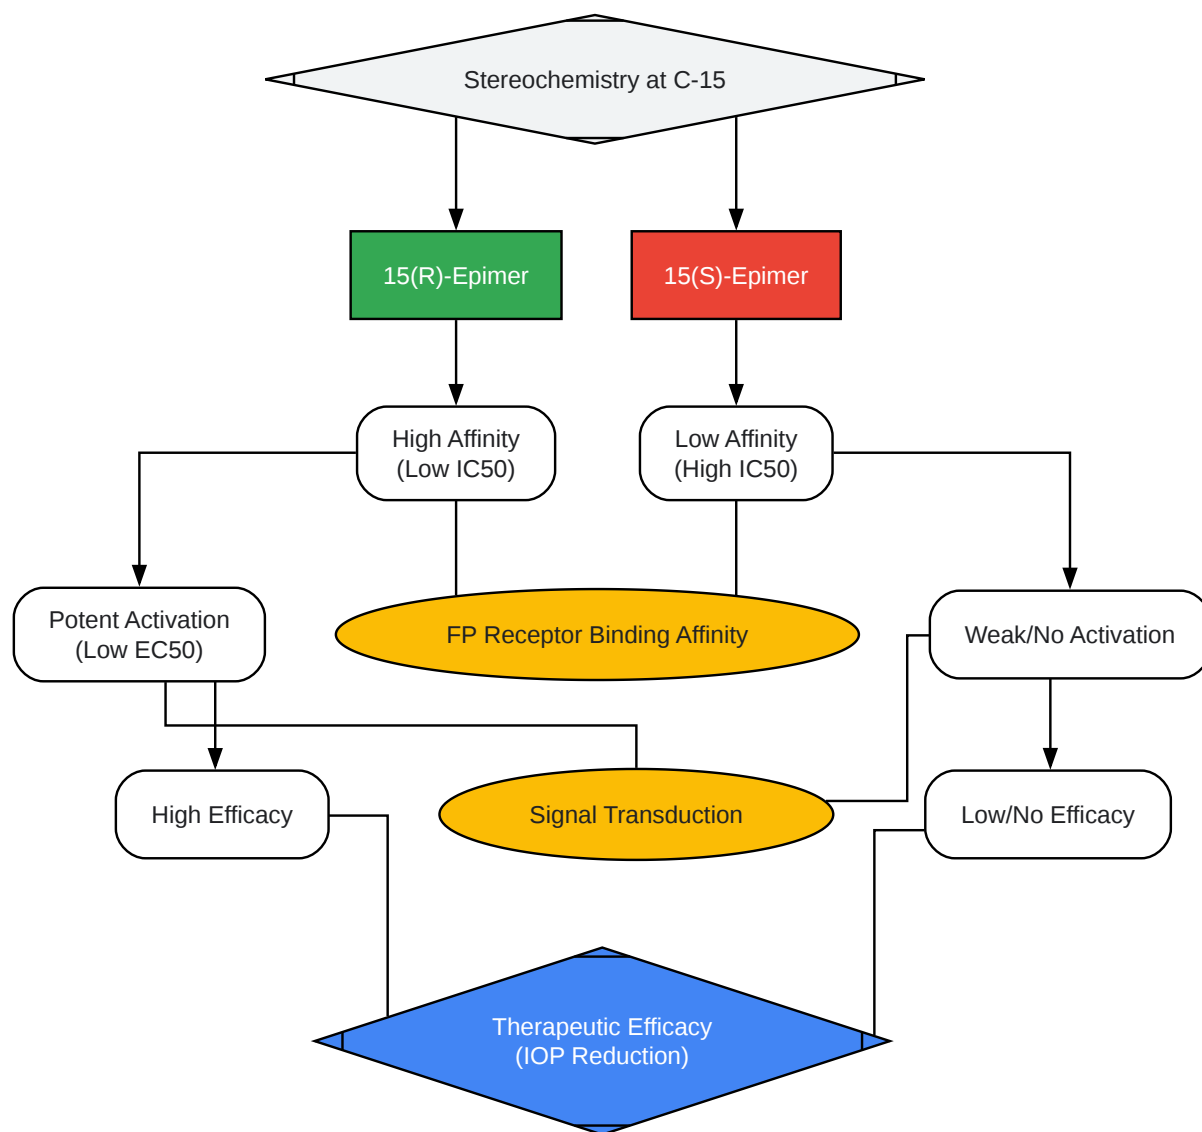 Stereochemistry at C-15
15(R)-Epimer
15(S)-Epimer
High Affinity
(Low IC50)
Low Affinity
(High IC50)
Potent Activation
(Low EC50)
FP Receptor Binding Affinity
Weak/No Activation
High Efficacy
Signal Transduction
Low/No Efficacy
Therapeutic Efficacy
(IOP Reduction)